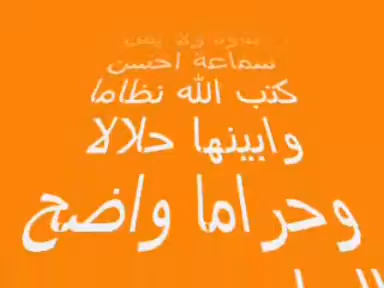 سماعة احسن
كتب الله نظاما
وابينها حلالا
وحراما واضح